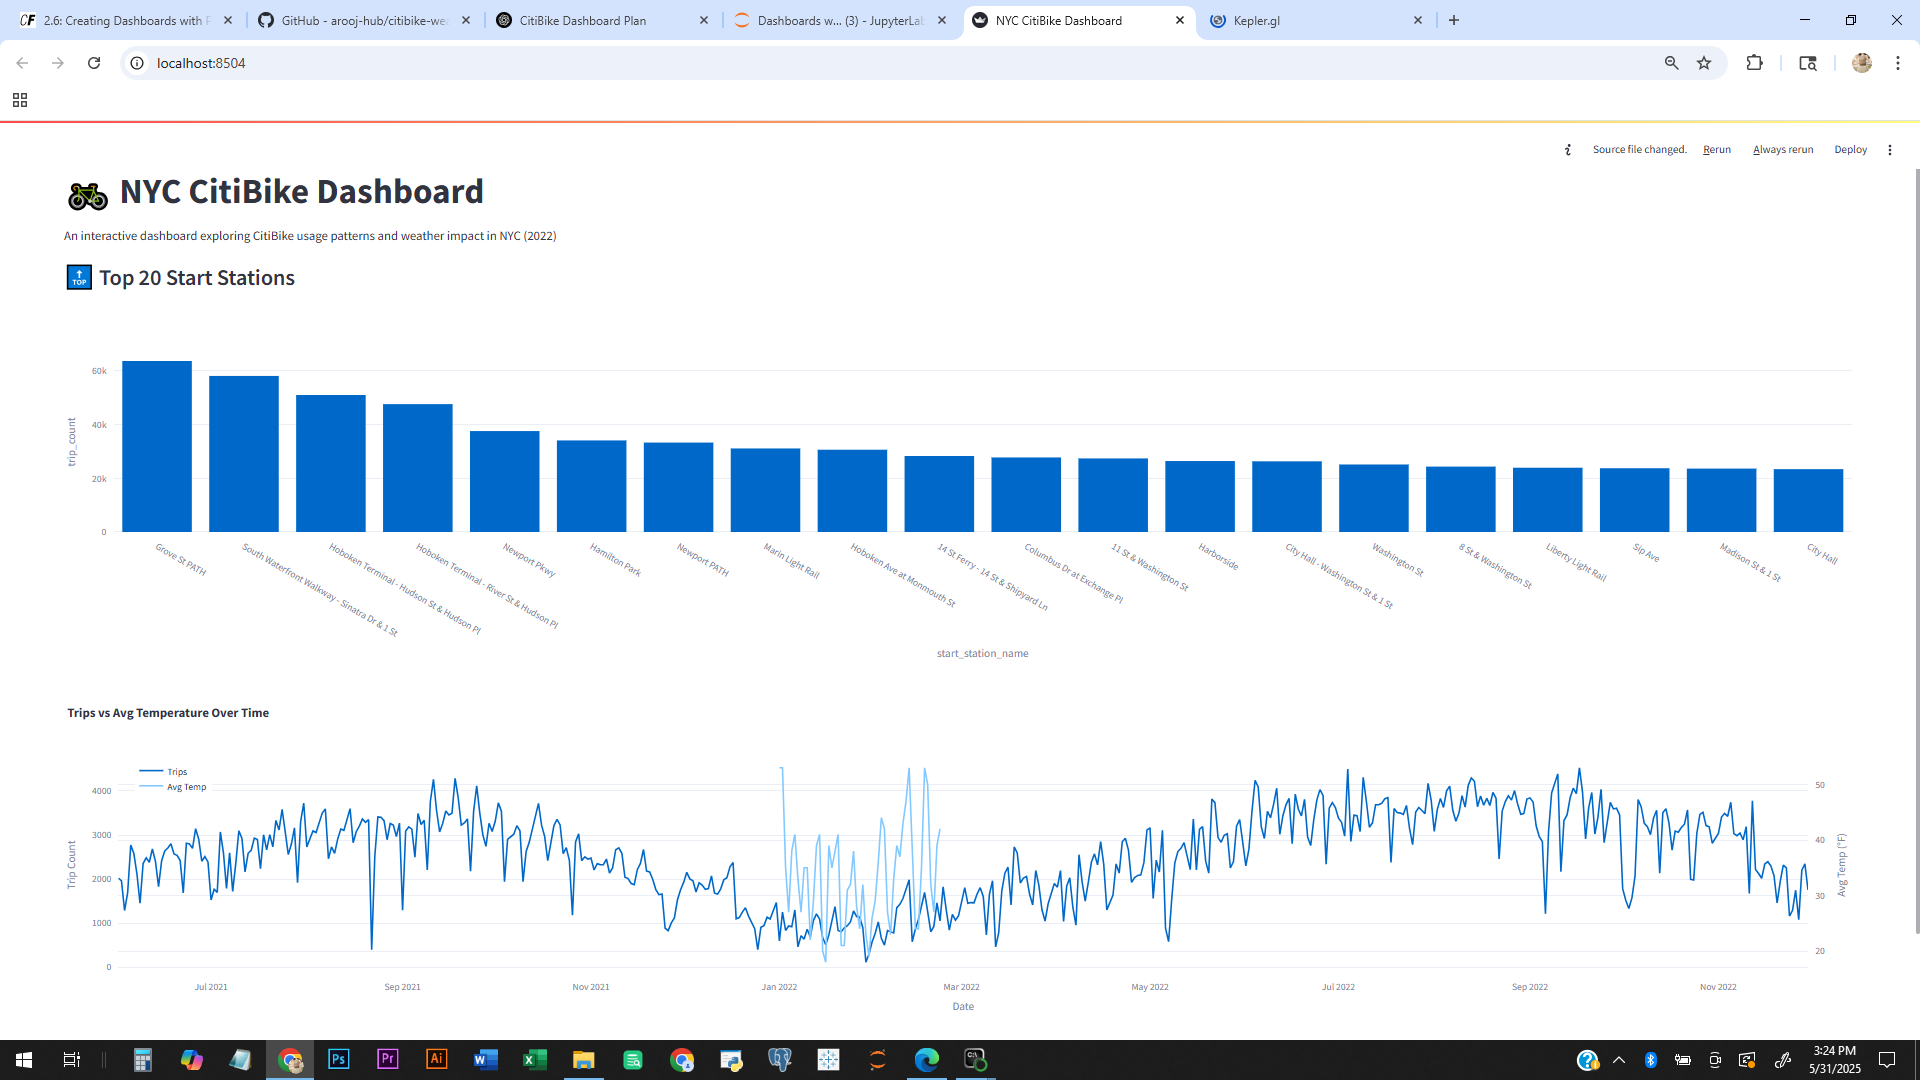 2.6: Creating Dashboards with P
GitHub - arooj-hub/citibike-wea
CitiBike Dashboard Plan
Dashboards w... (3) - JupyterLab
NYC CitiBike Dashboard
Kepler.gl
localhost:8504
Source file changed. Rerun Always rerun Deploy
NYC CitiBike Dashboard
An interactive dashboard exploring CitiBike usage patterns and weather impact in NYC (2022)
TOP
Top 20 Start Stations
60k
40k
20k
0
trip_count
Grove St PATH
South Waterfront Walkway - Sinatra Dr & 1 St
Hoboken Terminal - Hudson St & Hudson Pl
Hoboken Terminal - River St & Hudson Pl
Newport Pkwy
Hamilton Park
Newport PATH
Marin Light Rail
Hoboken Ave at Monmouth St
14 St Ferry - 14 St & Shipyard Ln
Columbus Dr at Exchange Pl
11 St & Washington St
Harborside
City Hall - Washington St & 1 St
Washington St
8 St & Washington St
Liberty Light Rail
Sip Ave
Madison St & 1 St
City Hall
start_station_name
Trips vs Avg Temperature Over Time
Trips
Avg Temp
4000
3000
2000
1000
0
Trip Count
50
40
30
20
Avg Temp (°F)
Jul 2021
Sep 2021
Nov 2021
Jan 2022
Mar 2022
May 2022
Jul 2022
Sep 2022
Nov 2022
Date
Ps
Pr
Ai
3:24 PM
5/31/2025